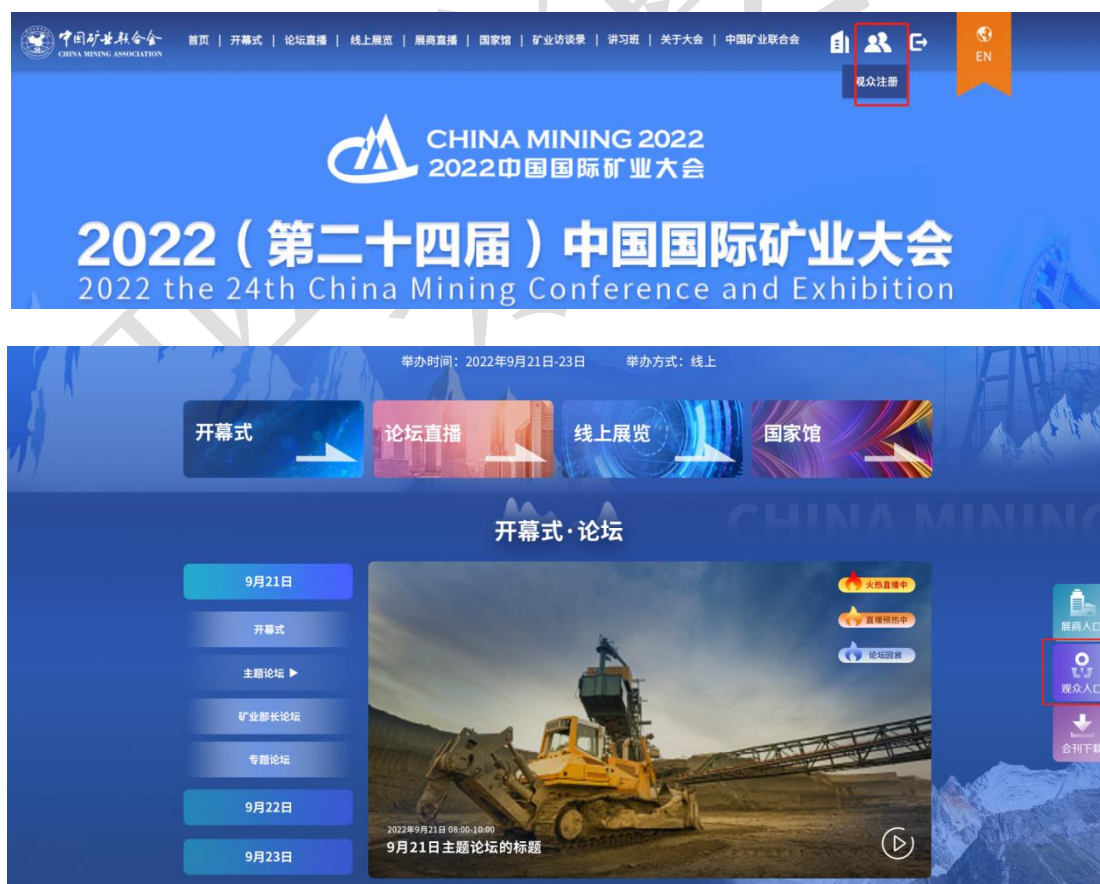 中国矿业联合会
CHINA MINING ASSOCIATION
首页 | 开幕式 | 论坛直播 | 线上展览 | 展商直播 | 国家馆 | 矿业访谈录 | 讲习班 | 关于大会 | 中国矿业联合会
EN
观众注册
CHINA MINING 2022
2022中国国际矿业大会
2022（第二十四届）中国国际矿业大会
2022 the 24th China Mining Conference and Exhibition
举办时间：2022年9月21日-23日 举办方式：线上
开幕式
论坛直播
线上展览
国家馆
CHINA MINING
开幕式·论坛
9月21日
开幕式
主题论坛 ▶
矿业部长论坛
专题论坛
9月22日
9月23日
火热直播中
直播预热中
论坛回放
2022年9月21日 08:00-10:00
9月21日主题论坛的标题
展商入口
观众入口
会刊下载